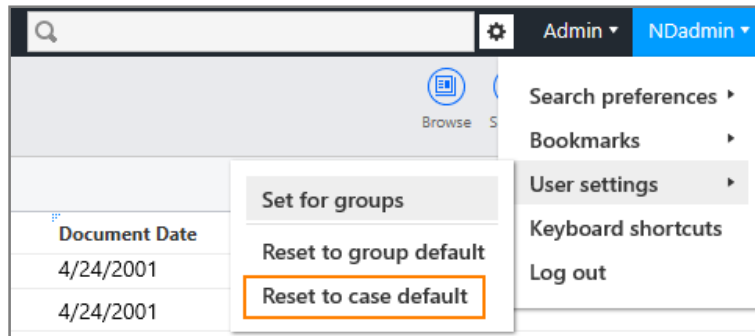 Admin
NDadmin
Browse
S
Search preferences
Bookmarks
User settings
Keyboard shortcuts
Log out
Set for groups
Reset to group default
Reset to case default
Document Date
4/24/2001
4/24/2001